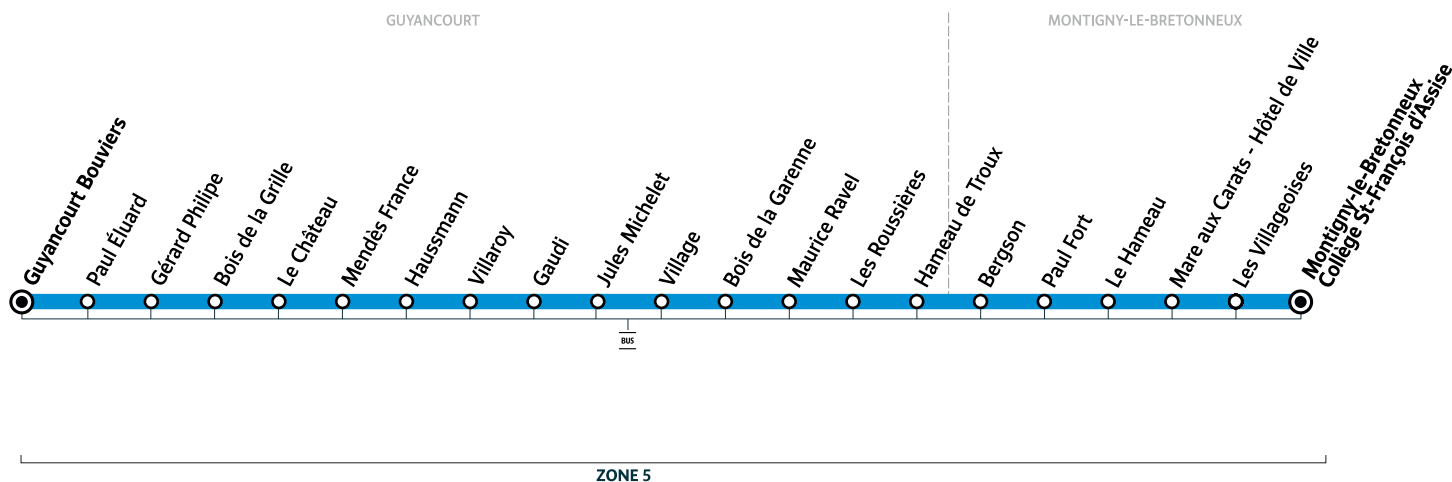 GUYANCOURT
MONTIGNY-LE-BRETONNEUX
Guyancourt Bouviers
Paul Éluard
Gérard Philipe
Bois de la Grille
Le Château
Mendès France
Haussmann
Villaroy
Gaudi
Jules Michelet
Village
Bois de la Garenne
Maurice Ravel
Les Roussières
Hameau de Troux
Bergson
Paul Fort
Le Hameau
Mare aux Carats - Hôtel de Ville
Les Villageoises
Montigny-le-Bretonneux
Collège St-François d'Assise
BUS
ZONE 5